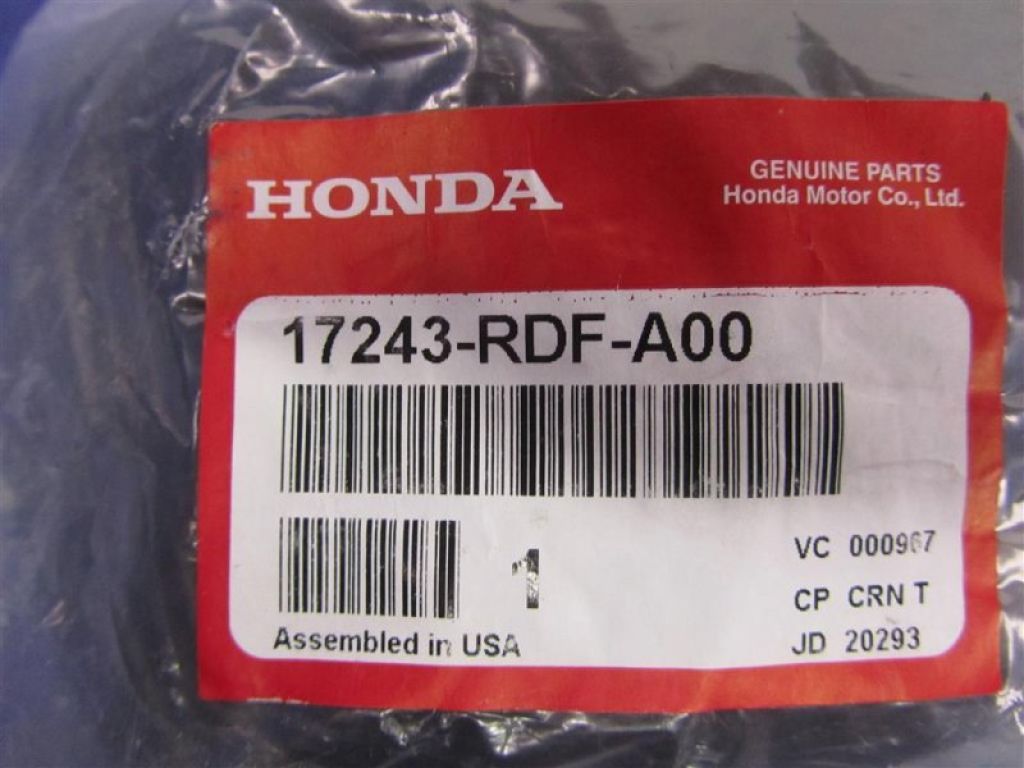 HONDA
GENUINE PARTS
Honda Motor Co., Ltd.
17243-RDF-A00
1
VC 000967
CP CRN T
JD 20293
Assembled in USA